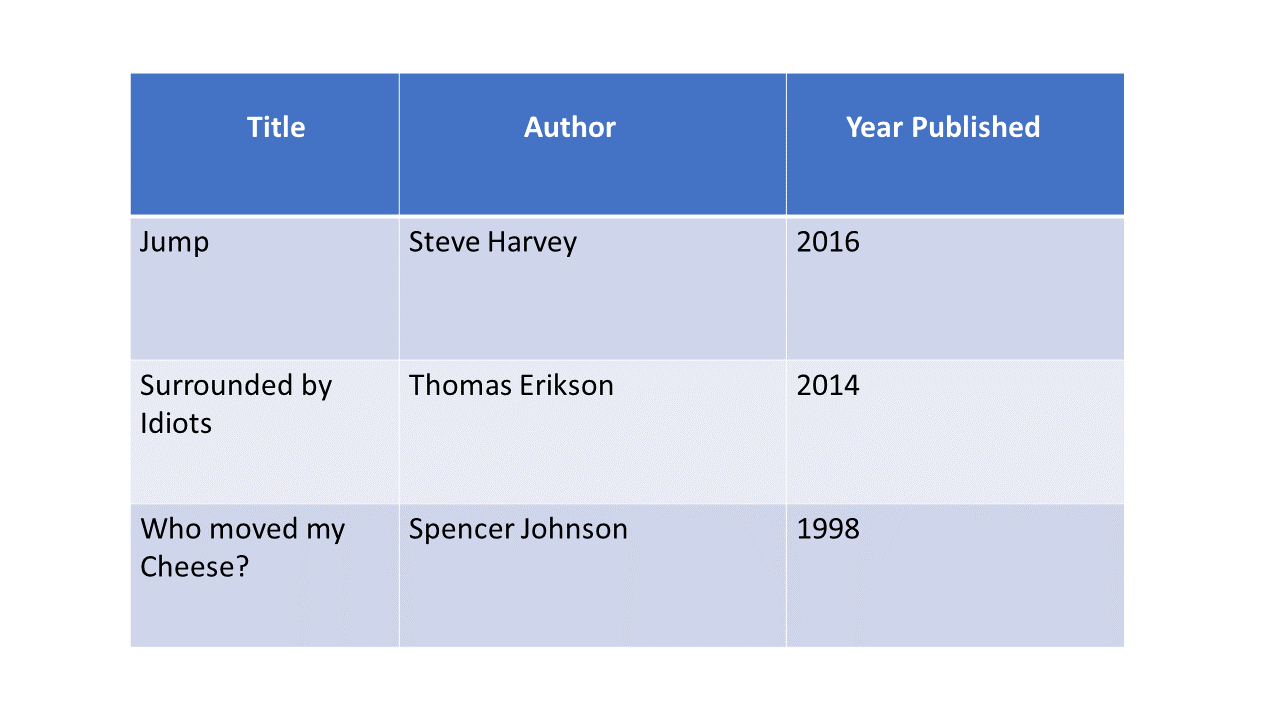 Title Author Year Published
Jump Steve Harvey 2016
Surrounded by Thomas Erikson 2014
Idiots
Who moved my Spencer Johnson 1998
Cheese?